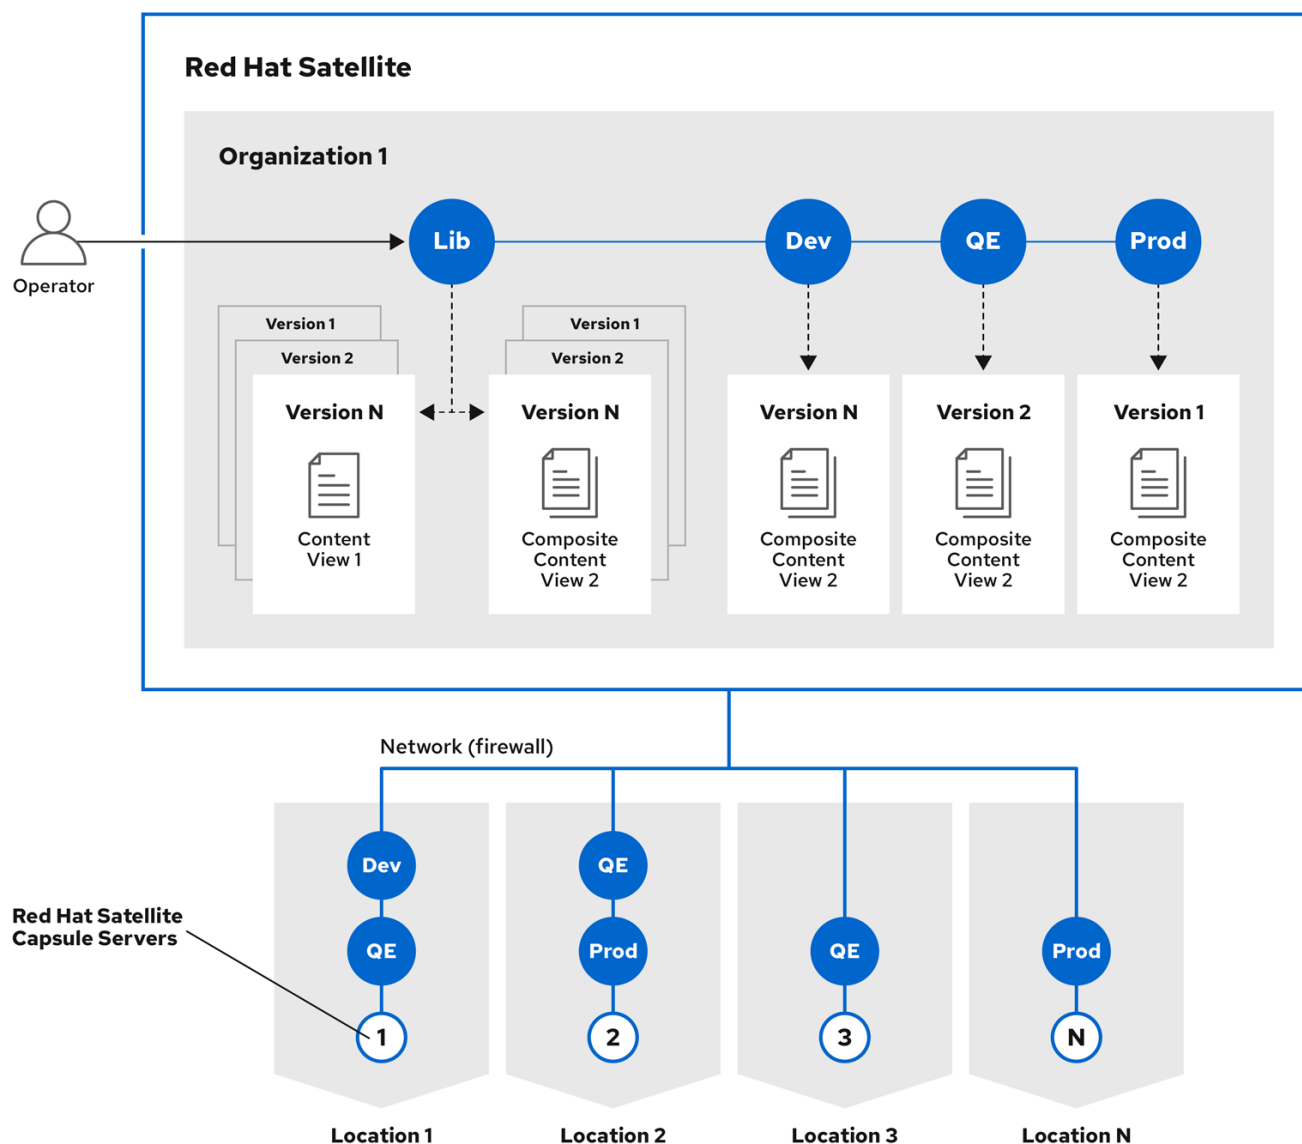 Red Hat Satellite
Organization 1
Operator
Lib
Dev
QE
Prod
Version 1
Version 2
Version N
Content
View 1
Version 1
Version 2
Version N
Composite
Content
View 2
Version N
Composite
Content
View 2
Version 2
Composite
Content
View 2
Version 1
Composite
Content
View 2
Network (firewall)
Red Hat Satellite
Capsule Servers
Dev
QE
1
Location 1
QE
Prod
2
Location 2
QE
3
Location 3
Prod
N
Location N